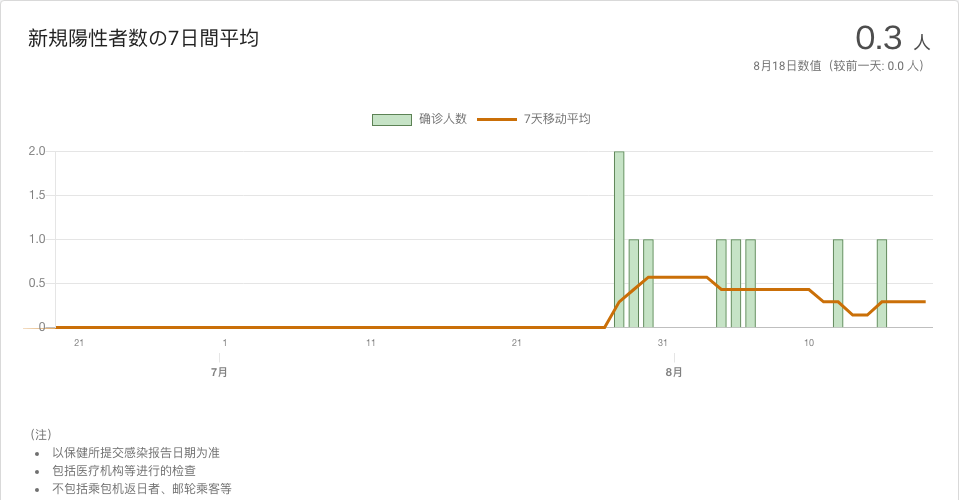 新規陽性者数の7日間平均
0.3 人
8月18日数值（较前一天: 0.0 人）
确诊人数 7天移动平均
2.0
1.5
1.0
0.5
0
21 1 11 21 31 10
7月 8月
（注）
• 以保健所提交感染报告日期为准
• 包括医疗机构等进行的检查
• 不包括乘包机返日者、邮轮乘客等